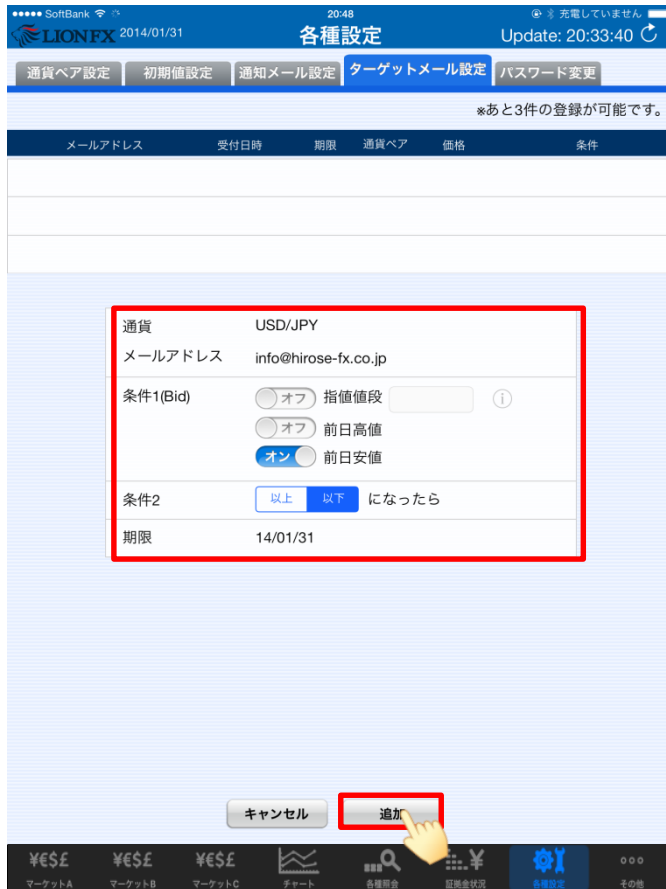 SoftBank 20:48 充電していません
LIONFX 2014/01/31 各種設定 Update: 20:33:40
通貨ペア設定 初期値設定 通知メール設定 ターゲットメール設定 パスワード変更
※あと3件の登録が可能です。
メールアドレス 受付日時 期限 通貨ペア 価格 条件
通貨 USD/JPY
メールアドレス info@hirose-fx.co.jp
条件1(Bid) オフ 指値値段
オフ 前日高値
オン 前日安値
条件2 以上 以下 になったら
期限 14/01/31
キャンセル 追加
¥€$£ ¥€$£ ¥€$£ ¥
マーケットA マーケットB マーケットC チャート 各種照会 証拠金状況 各種設定 その他